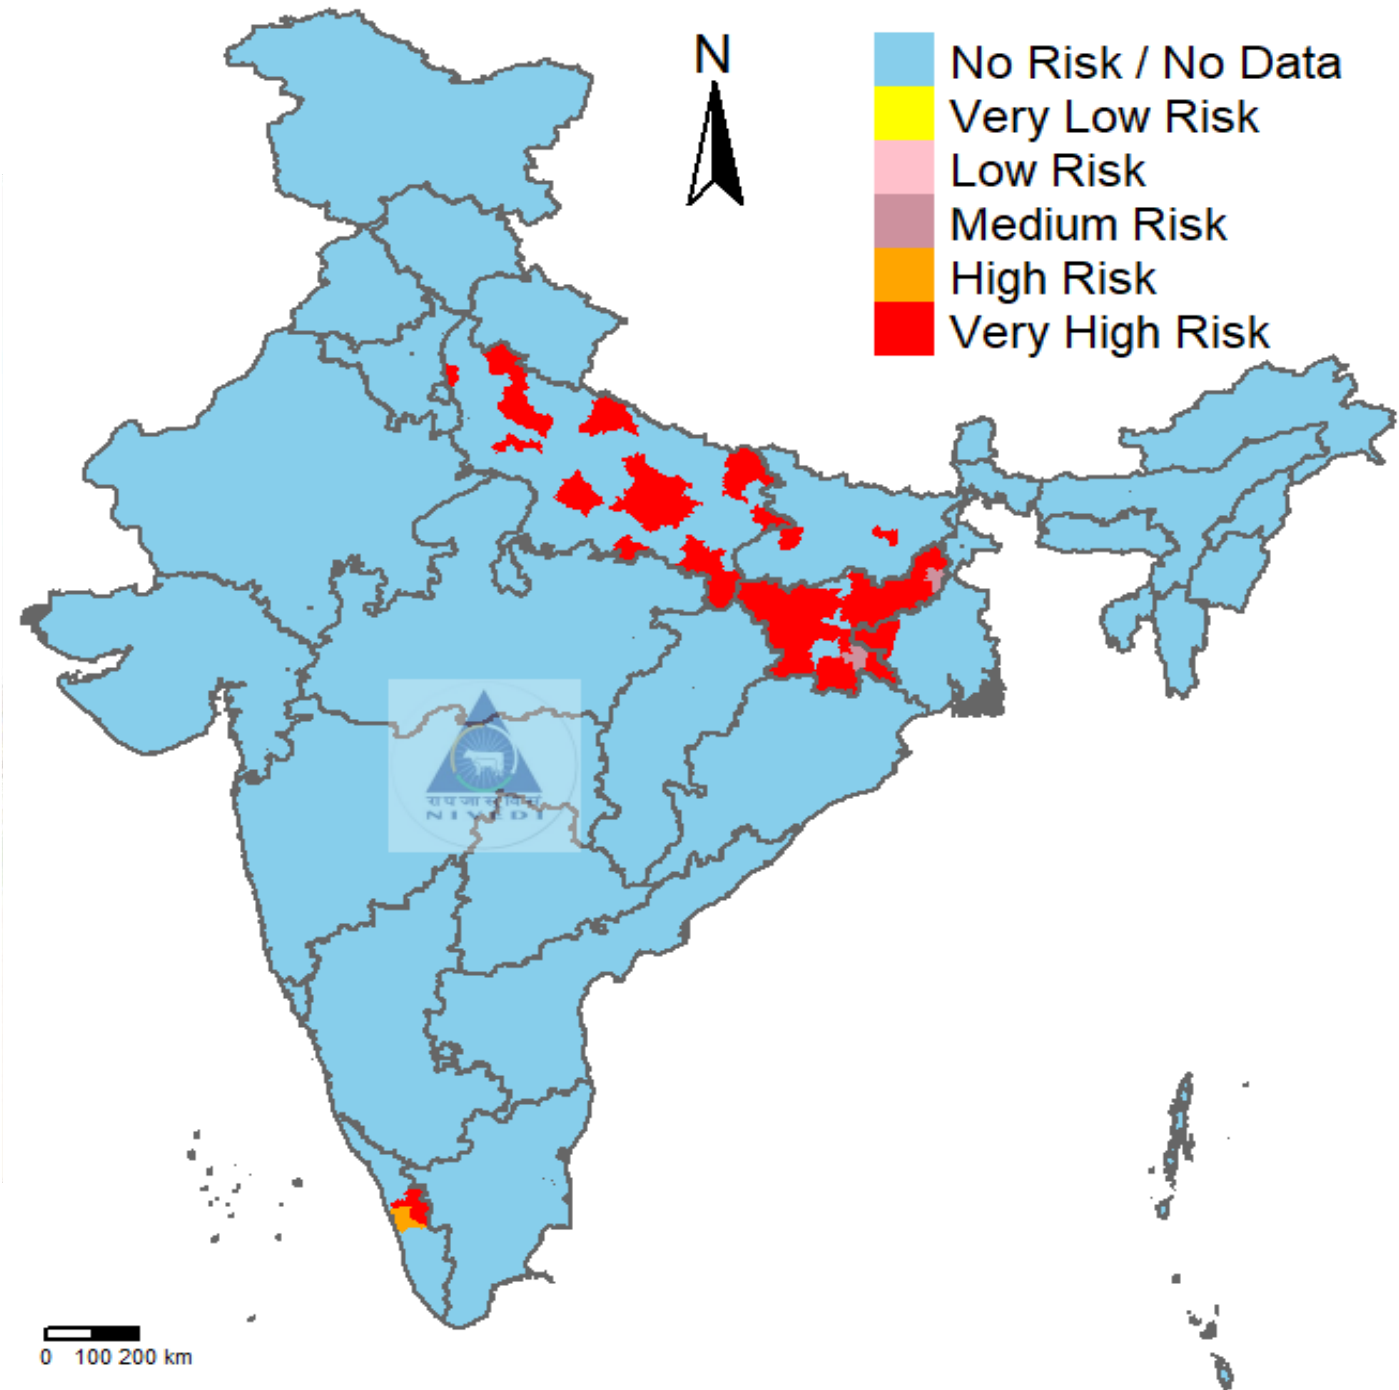 N
No Risk / No Data
Very Low Risk
Low Risk
Medium Risk
High Risk
Very High Risk
NIVEDI
0 100 200 km